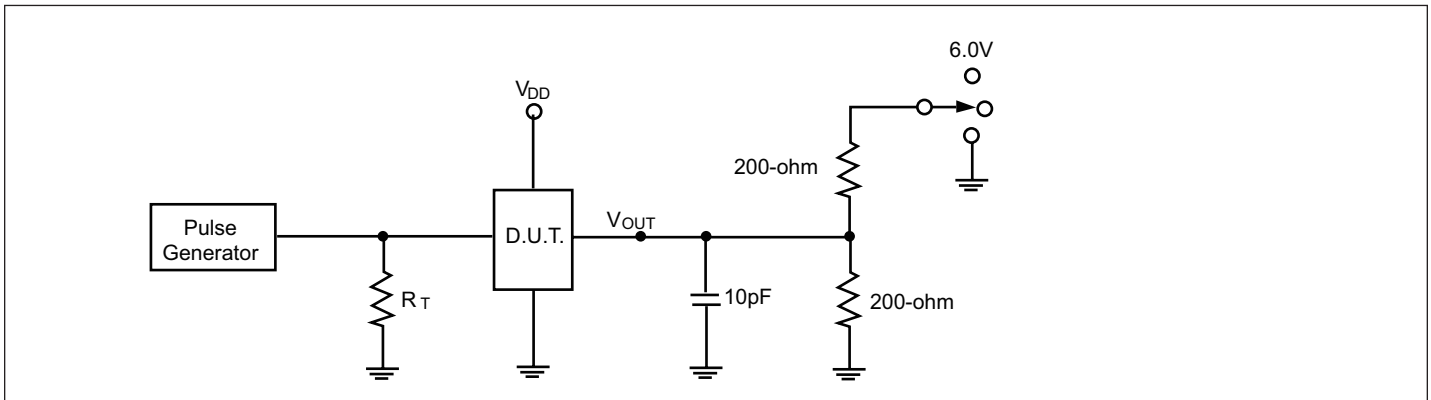 6.0V
VDD
200-ohm
Pulse
Generator
D.U.T.
VOUT
RT
10pF
200-ohm